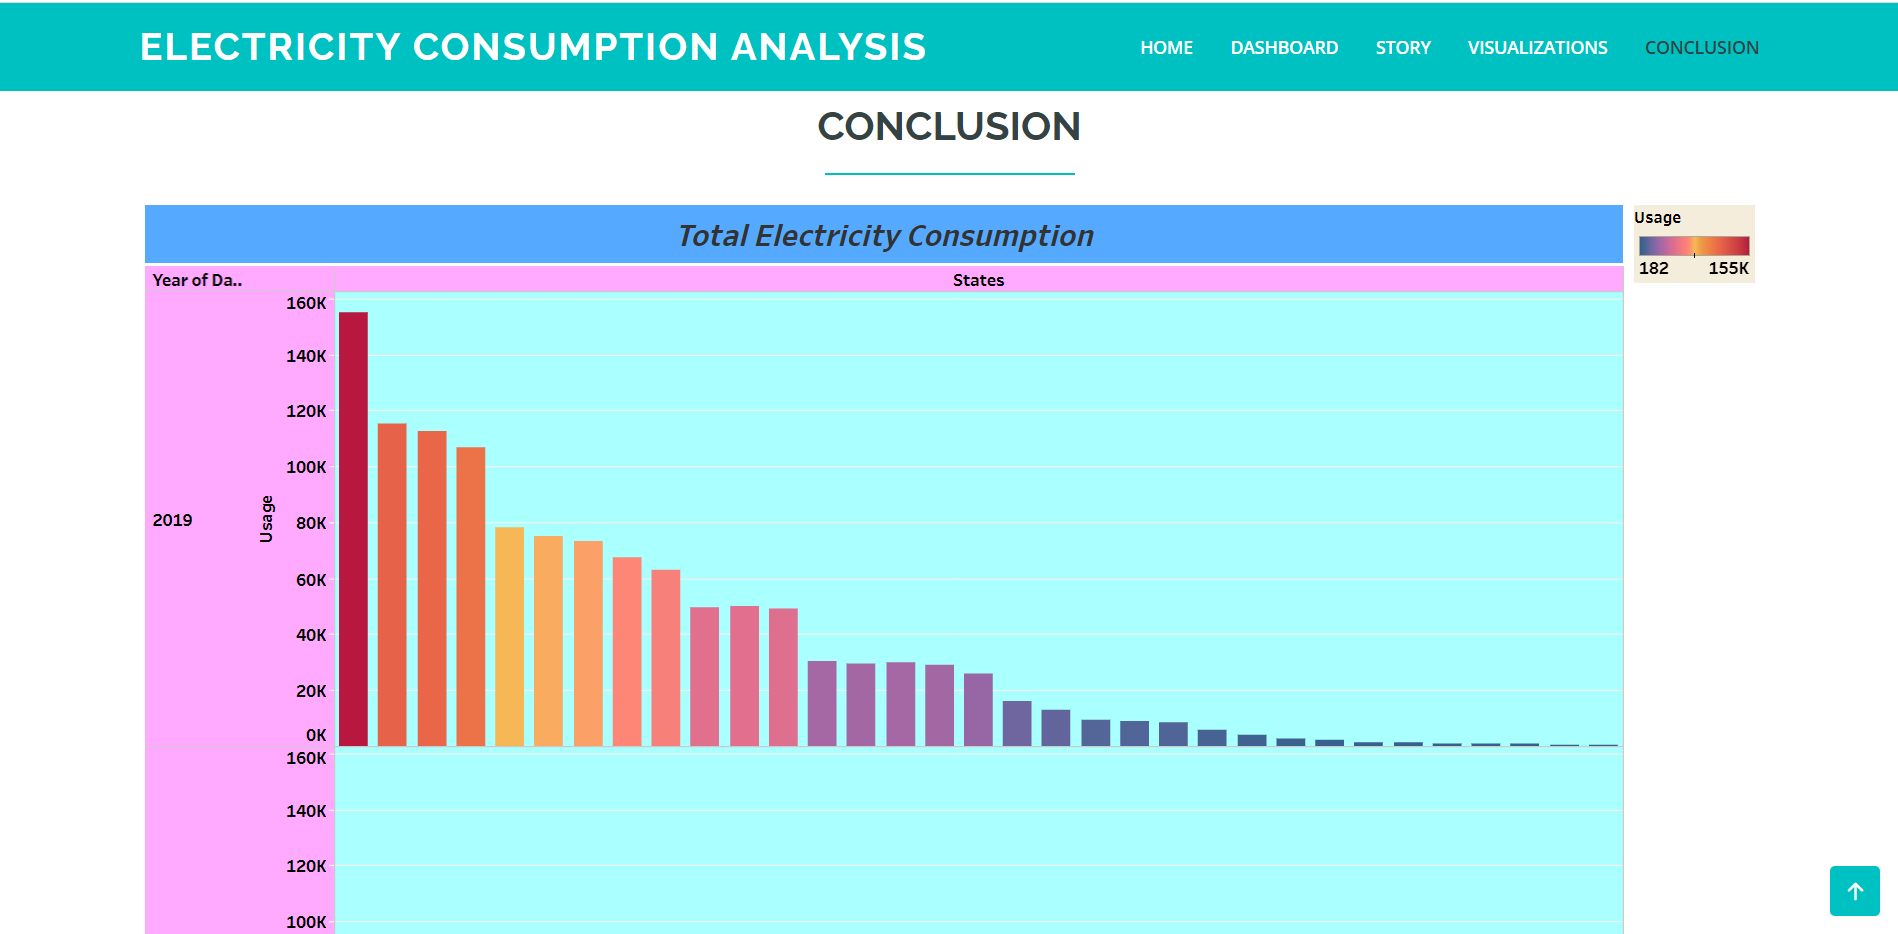 ELECTRICITY CONSUMPTION ANALYSIS
HOME DASHBOARD STORY VISUALIZATIONS CONCLUSION
CONCLUSION
Total Electricity Consumption
Usage
182 155K
Year of Da..
States
160K
140K
120K
100K
80K
60K
40K
20K
0K
Usage
2019
160K
140K
120K
100K